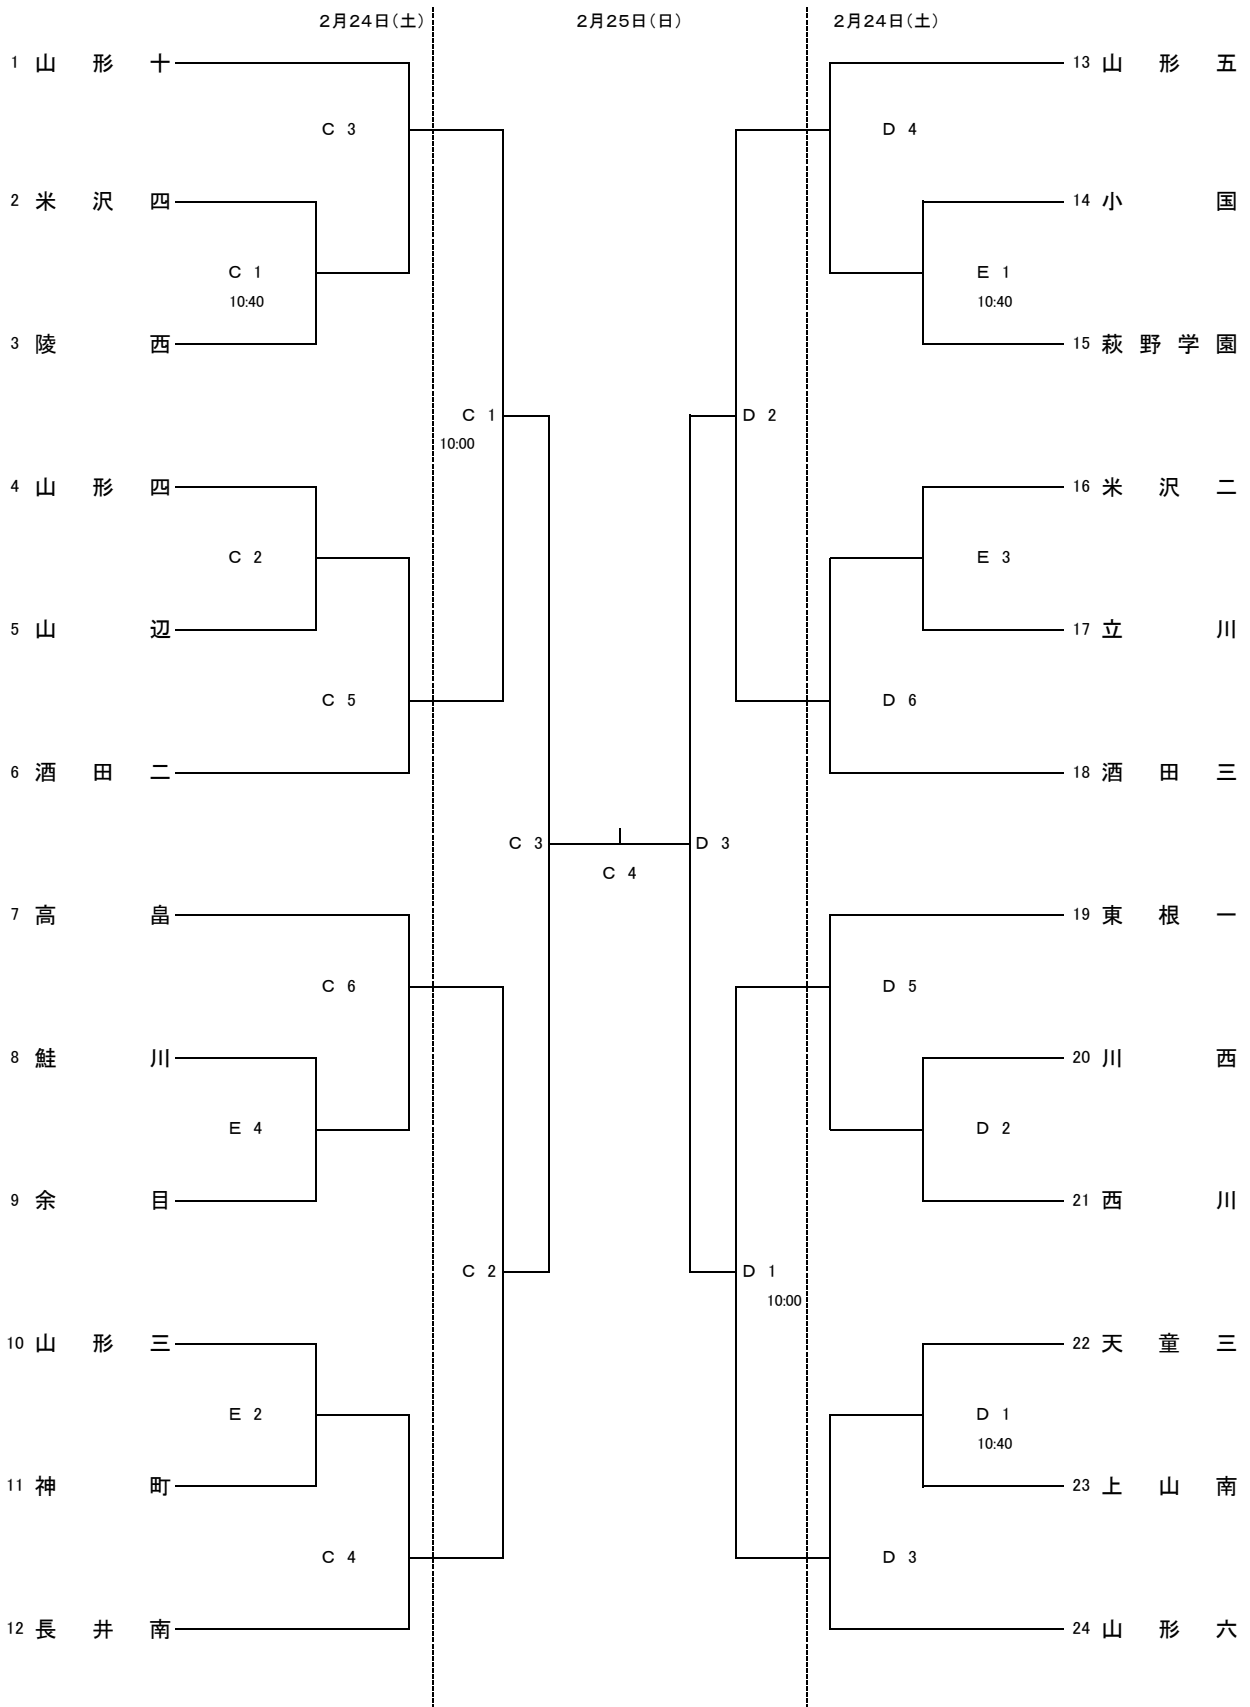 2月24日(土) 2月25日(日) 2月24日(土)
1 山形十 13 山形五
C 3 D 4
2 米沢四 14 小国
C 1 E 1
10:40 10:40
3 陵西 15 萩野学園
C 1 D 2
10:00
4 山形四 16 米沢二
C 2 E 3
5 山辺 17 立川
C 5 D 6
6 酒田二 18 酒田三
C 3 D 3
C 4
7 高畠 19 東根一
C 6 D 5
8 鮭川 20 川西
E 4 D 2
9 余目 21 西川
C 2 D 1
10:00
10 山形三 22 天童三
E 2 D 1
10:40
11 神町 23 上山南
C 4 D 3
12 長井南 24 山形六